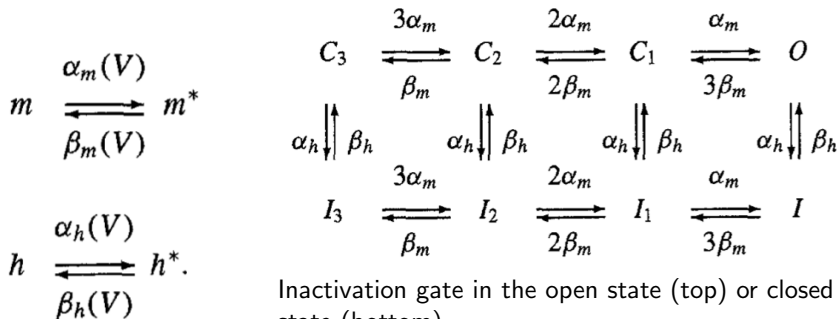 α_m(V)
m ⇌ m*
β_m(V)
α_h(V)
h ⇌ h*.
β_h(V)
3α_m 2α_m α_m
C_3 ⇌ C_2 ⇌ C_1 ⇌ O
β_m 2β_m 3β_m
α_h β_h α_h β_h α_h β_h α_h β_h
3α_m 2α_m α_m
I_3 ⇌ I_2 ⇌ I_1 ⇌ I
β_m 2β_m 3β_m
Inactivation gate in the open state (top) or closed